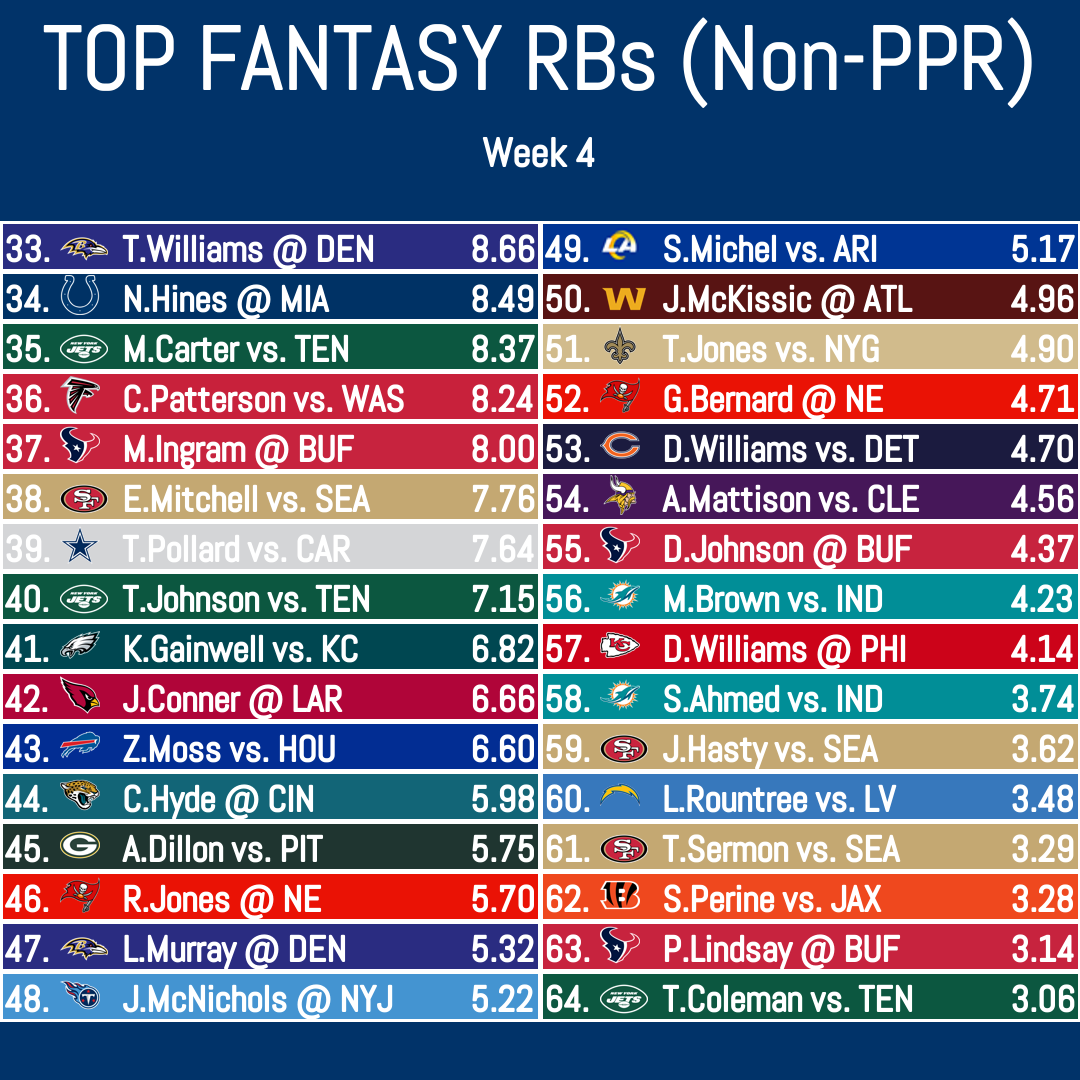 TOP FANTASY RBs (Non-PPR)
Week 4
33. T.Williams @ DEN 8.66
34. N.Hines @ MIA 8.49
35. M.Carter vs. TEN 8.37
36. C.Patterson vs. WAS 8.24
37. M.Ingram @ BUF 8.00
38. E.Mitchell vs. SEA 7.76
39. T.Pollard vs. CAR 7.64
40. T.Johnson vs. TEN 7.15
41. K.Gainwell vs. KC 6.82
42. J.Conner @ LAR 6.66
43. Z.Moss vs. HOU 6.60
44. C.Hyde @ CIN 5.98
45. A.Dillon vs. PIT 5.75
46. R.Jones @ NE 5.70
47. L.Murray @ DEN 5.32
48. J.McNichols @ NYJ 5.22
49. S.Michel vs. ARI 5.17
50. J.McKissic @ ATL 4.96
51. T.Jones vs. NYG 4.90
52. G.Bernard @ NE 4.71
53. D.Williams vs. DET 4.70
54. A.Mattison vs. CLE 4.56
55. D.Johnson @ BUF 4.37
56. M.Brown vs. IND 4.23
57. D.Williams @ PHI 4.14
58. S.Ahmed vs. IND 3.74
59. J.Hasty vs. SEA 3.62
60. L.Rountree vs. LV 3.48
61. T.Sermon vs. SEA 3.29
62. S.Perine vs. JAX 3.28
63. P.Lindsay @ BUF 3.14
64. T.Coleman vs. TEN 3.06